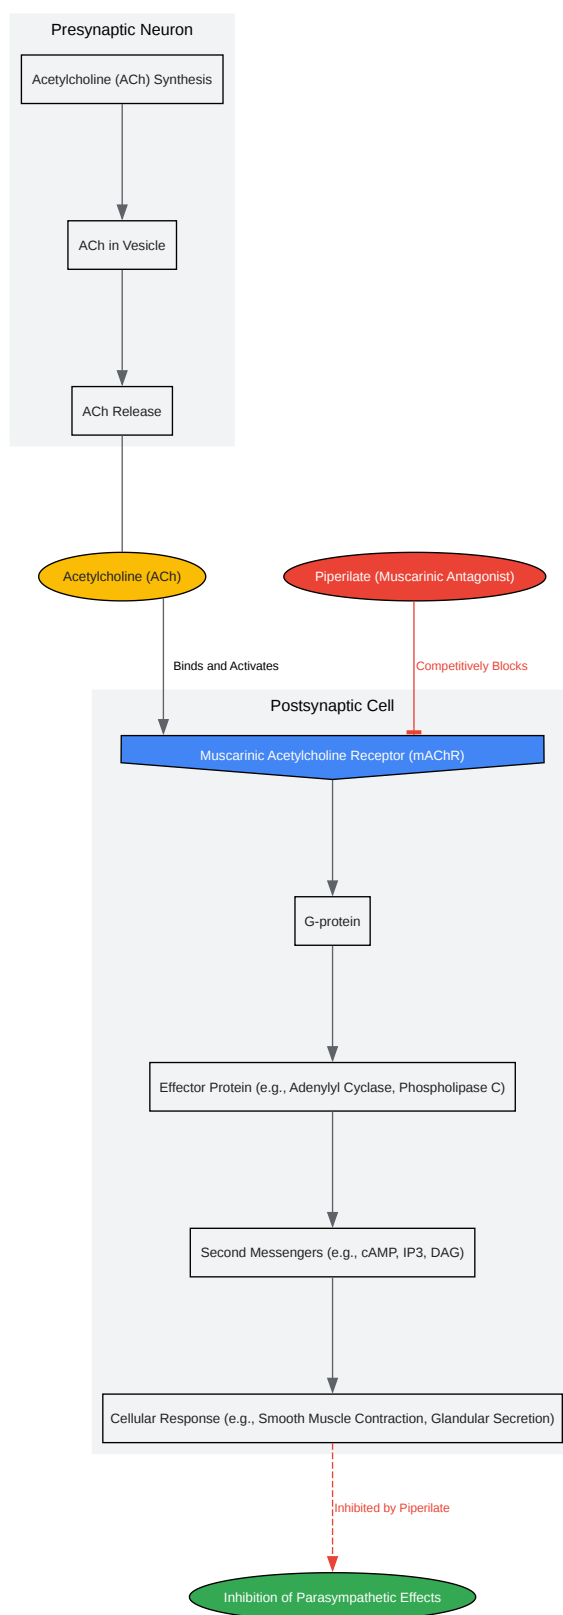 Presynaptic Neuron
Acetylcholine (ACh) Synthesis
ACh in Vesicle
ACh Release
Acetylcholine (ACh)
Piperilate (Muscarinic Antagonist)
Binds and Activates
Competitively Blocks
Postsynaptic Cell
Muscarinic Acetylcholine Receptor (mAChR)
G-protein
Effector Protein (e.g., Adenylyl Cyclase, Phospholipase C)
Second Messengers (e.g., cAMP, IP3, DAG)
Cellular Response (e.g., Smooth Muscle Contraction, Glandular Secretion)
Inhibited by Piperilate
Inhibition of Parasympathetic Effects